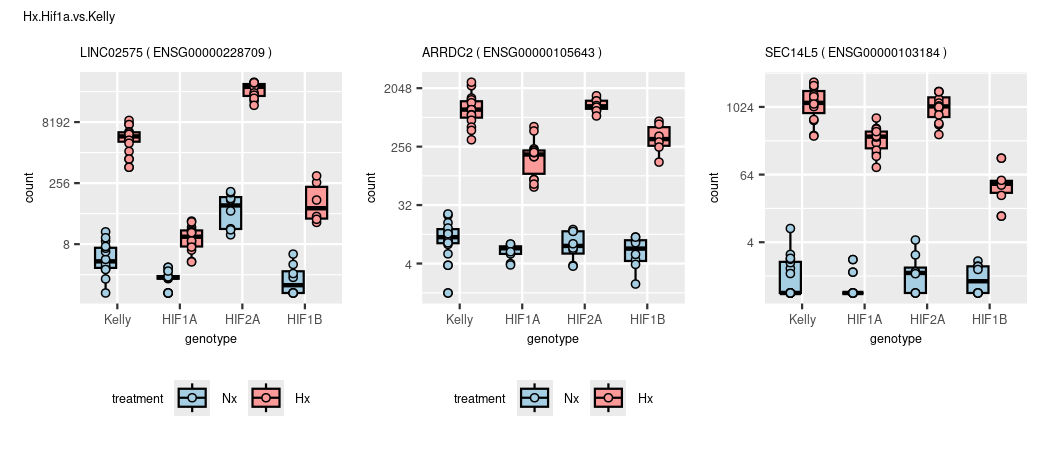 Hx.Hif1a.vs.Kelly
LINC02575 ( ENSG00000228709 )
count
8192
256
8
Kelly HIF1A HIF2A HIF1B
genotype
treatment Nx Hx
ARRDC2 ( ENSG00000105643 )
count
2048
256
32
4
Kelly HIF1A HIF2A HIF1B
genotype
treatment Nx Hx
SEC14L5 ( ENSG00000103184 )
count
1024
64
4
Kelly HIF1A HIF2A HIF1B
genotype